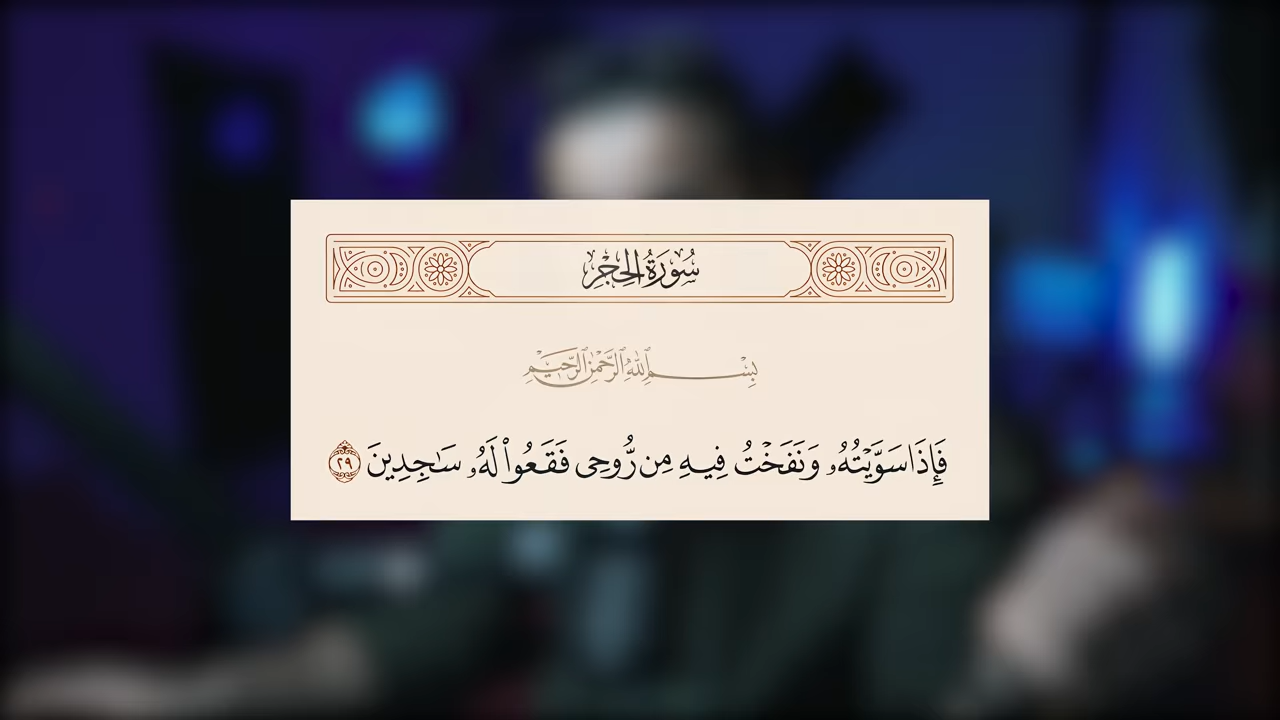 سُورَةُ الحِجْرِ
بِسْمِ ٱللَّهِ ٱلرَّحْمَٰنِ ٱلرَّحِيمِ
فَإِذَا سَوَّيْتُهُۥ وَنَفَخْتُ فِيهِ مِن رُّوحِى فَقَعُوا۟ لَهُۥ سَـٰجِدِينَ ٢٩